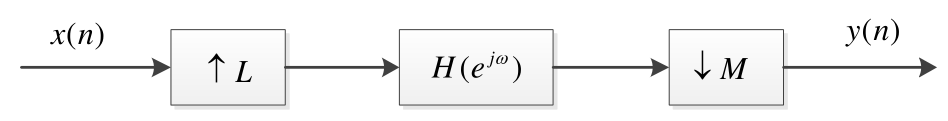 x(n)
↑ L
H(e^{jω})
↓ M
y(n)